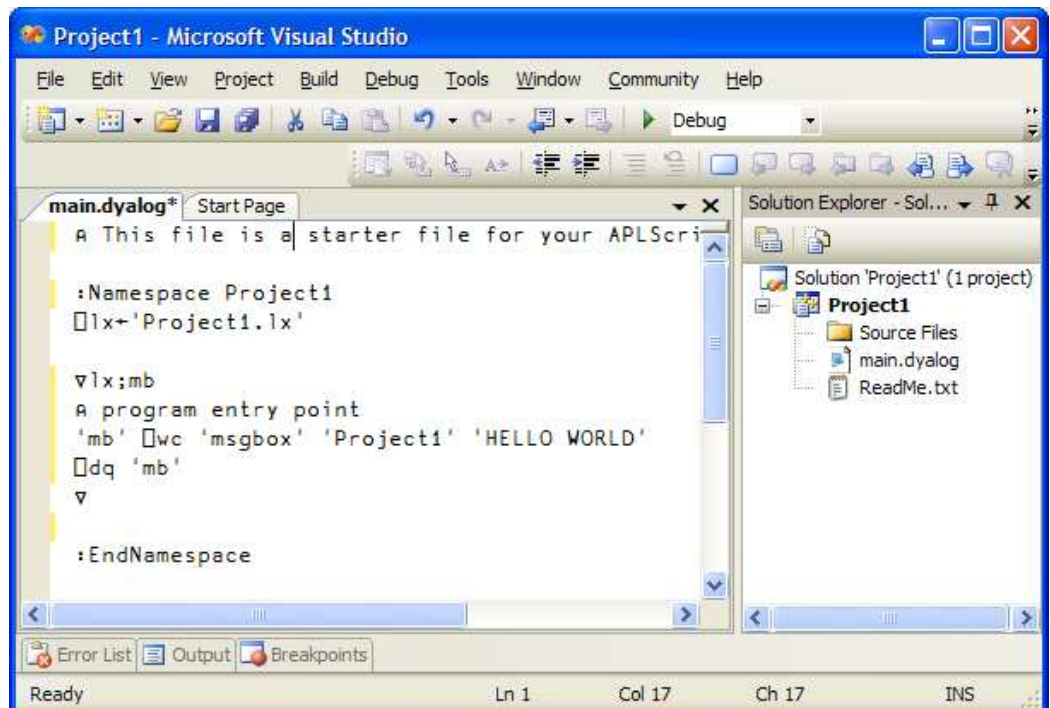 Project1 - Microsoft Visual Studio
File Edit View Project Build Debug Tools Window Community Help
Debug
main.dyalog* Start Page
Solution Explorer - Sol...
⍝ This file is a starter file for your APLScri
:Namespace Project1
⎕lx←'Project1.lx'
∇lx;mb
⍝ program entry point
'mb' ⎕wc 'msgbox' 'Project1' 'HELLO WORLD'
⎕dq 'mb'
∇
:EndNamespace
Solution 'Project1' (1 project)
Project1
Source Files
main.dyalog
ReadMe.txt
Error List Output Breakpoints
Ready Ln 1 Col 17 Ch 17 INS